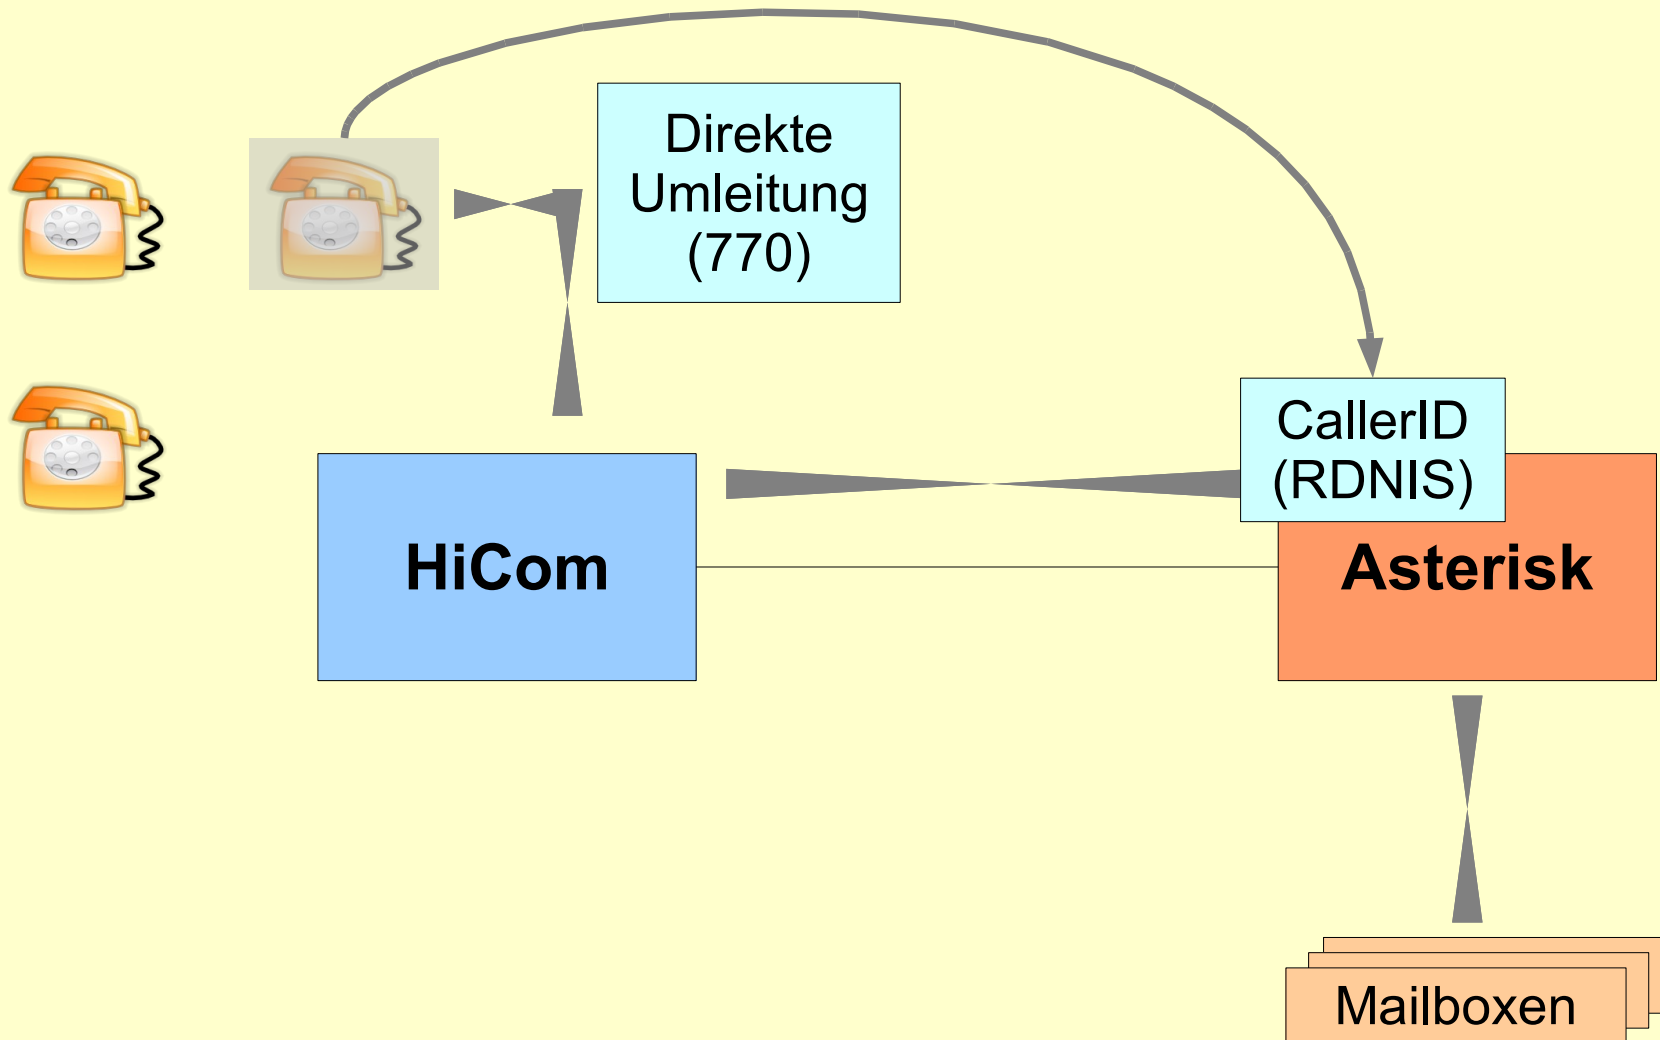 Direkte
Umleitung
(770)
CallerID
(RDNIS)
HiCom
Asterisk
Mailboxen